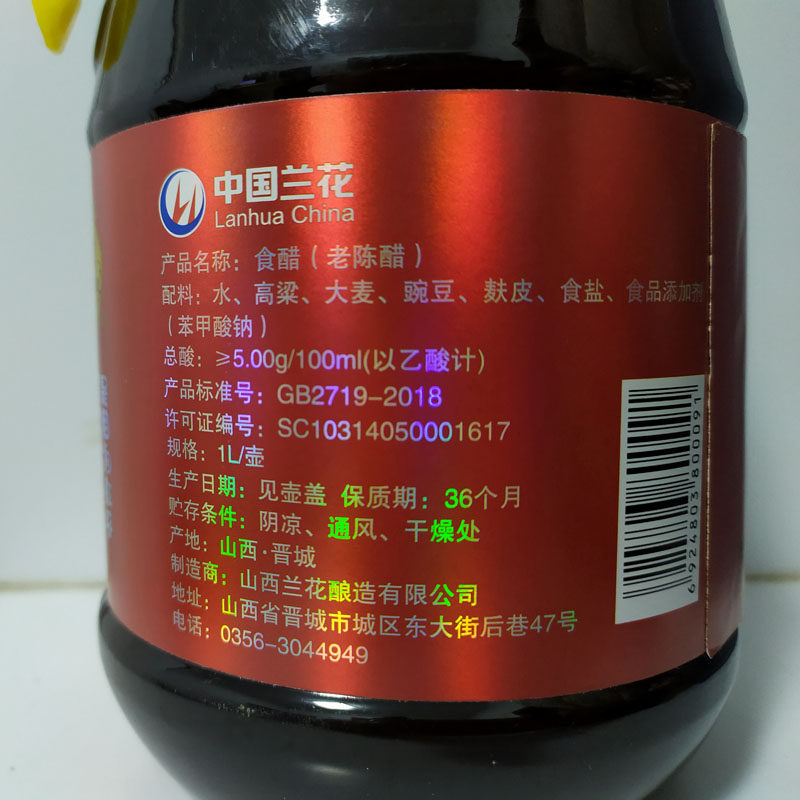 中国兰花
Lanhua China
产品名称：食醋（老陈醋）
配料：水、高粱、大麦、豌豆、麸皮、食盐、食品添加剂
（苯甲酸钠）
总酸：≥5.00g/100ml(以乙酸计)
产品标准号：GB2719-2018
许可证编号：SC10314050001617
规格：1L/壶
生产日期：见壶盖 保质期：36个月
贮存条件：阴凉、通风、干燥处
产地：山西·晋城
制造商：山西兰花酿造有限公司
地址：山西省晋城市城区东大街后巷47号
电话：0356-3044949
6924803800091